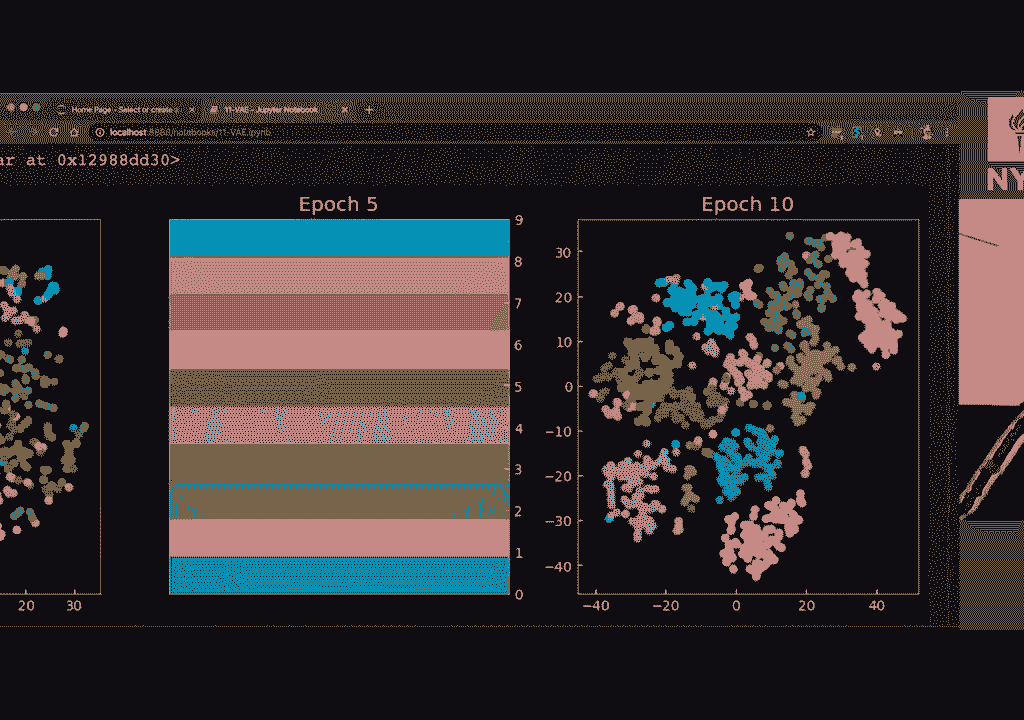 Home Page - Select or create a
11-VAE - Jupyter Notebook
localhost:8888/notebooks/11-VAE.ipynb
ar at 0x12988dd30>
NY
Epoch 5
Epoch 10
9
8
7
6
5
4
3
2
1
0
30
20
10
0
−10
−20
−30
−40
20 30
−40 −20 0 20 40